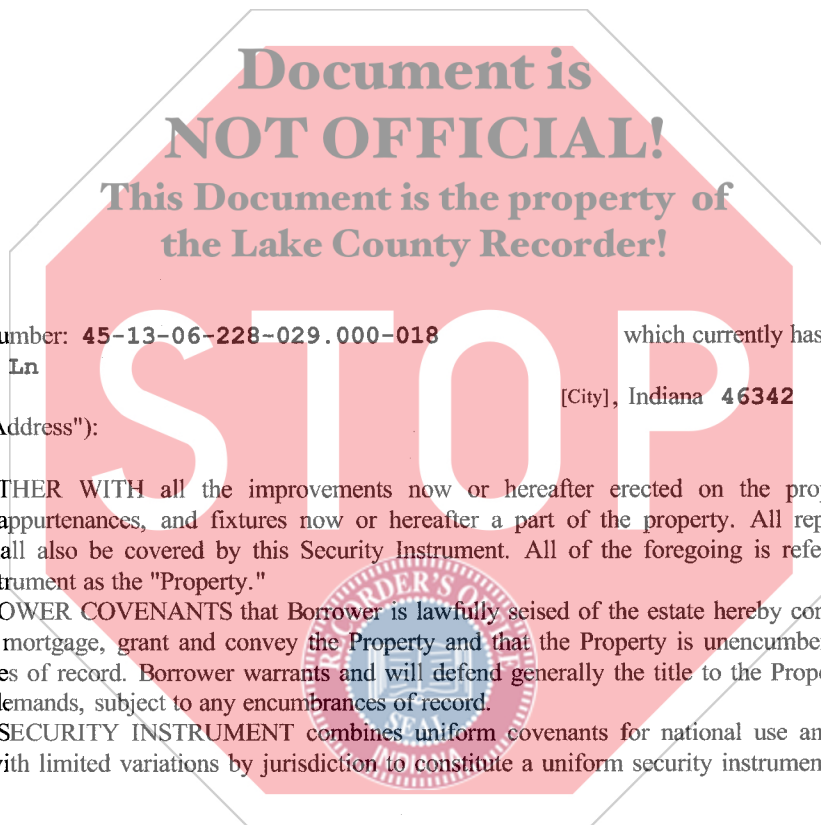 Document is
NOT OFFICIAL!
This Document is the property of
the Lake County Recorder!
STOP
umber: 45-13-06-228-029.000-018 which currently has
Ln
[City], Indiana 46342
Address"):
THER WITH all the improvements now or hereafter erected on the prop
appurtenances, and fixtures now or hereafter a part of the property. All rep
all also be covered by this Security Instrument. All of the foregoing is refe
trument as the "Property."
OWER COVENANTS that Borrower is lawfully seised of the estate hereby con
mortgage, grant and convey the Property and that the Property is unencumber
es of record. Borrower warrants and will defend generally the title to the Prope
demands, subject to any encumbrances of record.
SECURITY INSTRUMENT combines uniform covenants for national use an
vith limited variations by jurisdiction to constitute a uniform security instrumen
RECORDER'S OFFICE
SEAL
INDIANA